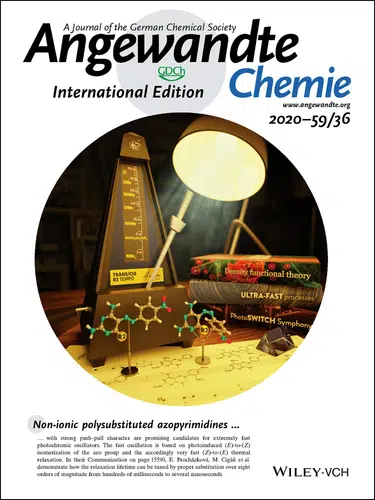 A Journal of the German Chemical Society
Angewandte
GDCh
International Edition
Chemie
www.angewandte.org
2020–59/36
TRANS/CIS
R2 TEMPO
Density functional theory
ULTRA-FAST processes
PhotoSWITCH Symphony
Non-ionic polysubstituted azopyrimidines ...
... with strong push–pull character are promising candidates for extremely fast
photochromic oscillators. The fast oscillation is based on photoinduced (E)-to-(Z)
isomerization of the azo group and the accordingly very fast (Z)-to-(E) thermal
relaxation. In their Communication on page 15590, E. Procházková, M. Cigáň et al.
demonstrate how the relaxation lifetime can be tuned by proper substitution over eight
orders of magnitude from hundreds of milliseconds to several nanoseconds.
WILEY-VCH